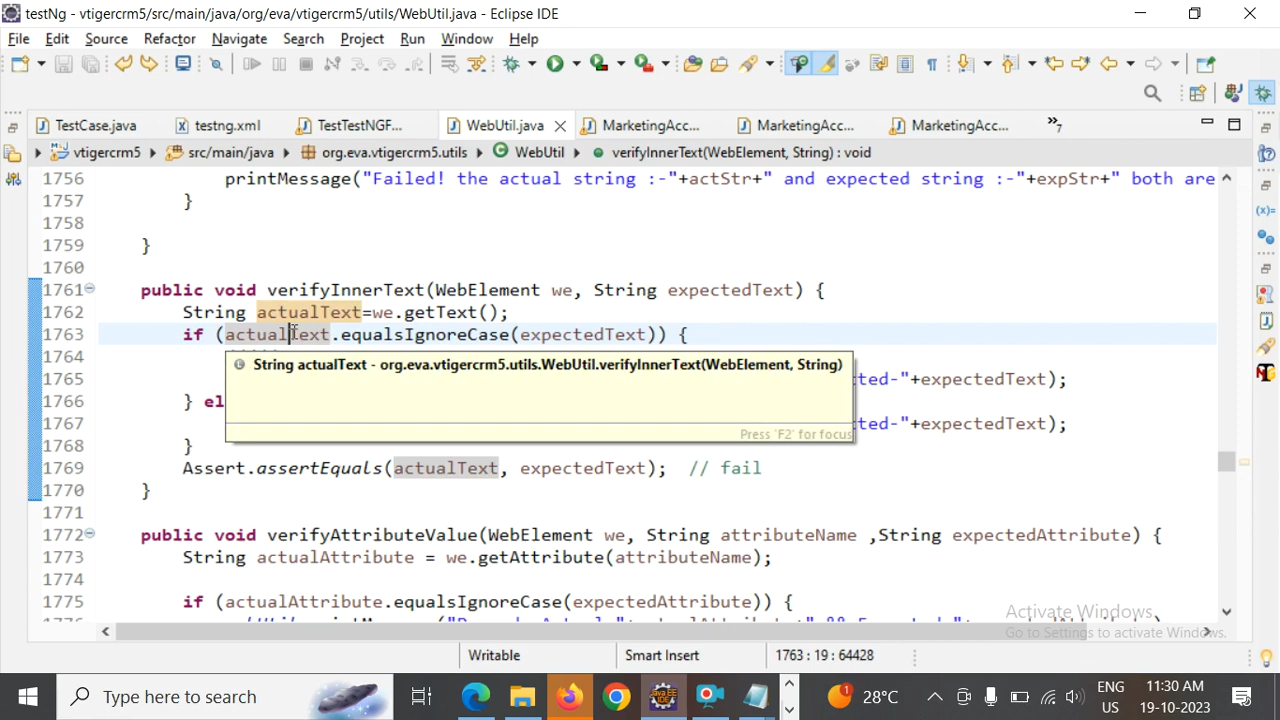 testNg - vtigercrm5/src/main/java/org/eva/vtigercrm5/utils/WebUtil.java - Eclipse IDE
File Edit Source Refactor Navigate Search Project Run Window Help
TestCase.java testng.xml TestTestNGF... WebUtil.java MarketingAcc... MarketingAcc... MarketingAcc... 7
vtigercrm5 src/main/java org.eva.vtigercrm5.utils WebUtil verifyInnerText(WebElement, String) : void
1756 printMessage("Failed! the actual string :-"+actStr+" and expected string :-"+expStr+" both are
1757 }
1758
1759 }
1760
1761 public void verifyInnerText(WebElement we, String expectedText) {
1762 String actualText=we.getText();
1763 if (actualText.equalsIgnoreCase(expectedText)) {
1764
String actualText - org.eva.vtigercrm5.utils.WebUtil.verifyInnerText(WebElement, String)
1765 cted-"+expectedText);
1766 } el
1767 cted-"+expectedText);
Press 'F2' for focus
1768 }
1769 Assert.assertEquals(actualText, expectedText); // fail
1770 }
1771
1772 public void verifyAttributeValue(WebElement we, String attributeName ,String expectedAttribute) {
1773 String actualAttribute = we.getAttribute(attributeName);
1774
1775 if (actualAttribute.equalsIgnoreCase(expectedAttribute)) {
Activate Windows
Go to Settings to activate Windows.
Writable Smart Insert 1763 : 19 : 64428
Type here to search 1 28°C ENG US 11:30 AM 19-10-2023